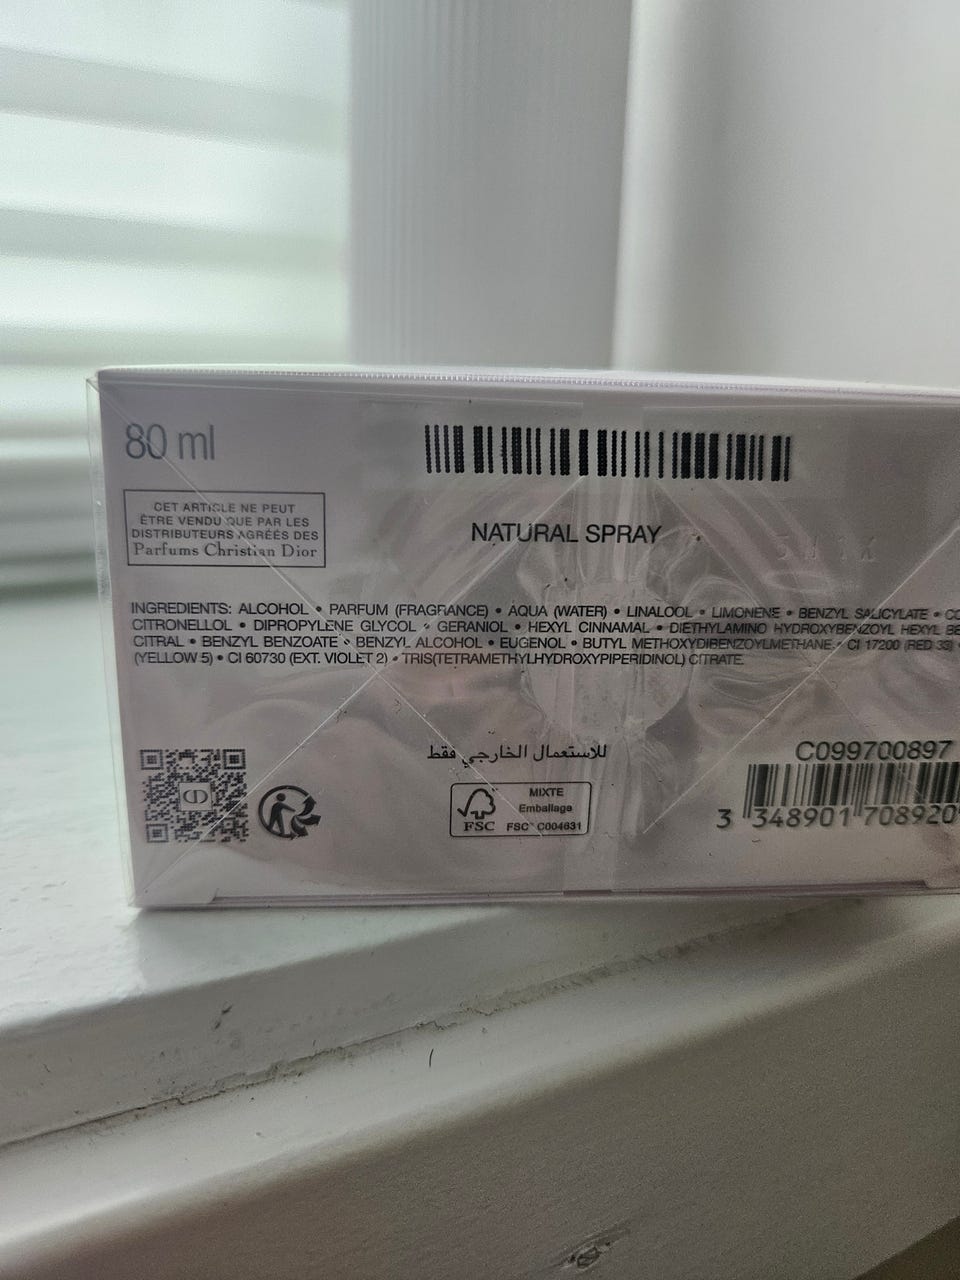 80 ml
CET ARTICLE NE PEUT
ÊTRE VENDU QUE PAR LES
DISTRIBUTEURS AGRÉÉS DES
Parfums Christian Dior
NATURAL SPRAY
INGREDIENTS: ALCOHOL • PARFUM (FRAGRANCE) • AQUA (WATER) • LINALOOL • LIMONENE • BENZYL SALICYLATE •
CITRONELLOL • DIPROPYLENE GLYCOL • GERANIOL • HEXYL CINNAMAL • DIETHYLAMINO HYDROXYBENZOYL HEXYL
CITRAL • BENZYL BENZOATE • BENZYL ALCOHOL • EUGENOL • BUTYL METHOXYDIBENZOYLMETHANE • CI 17200 (RED 33) •
(YELLOW 5) • CI 60730 (EXT. VIOLET 2) • TRIS(TETRAMETHYLHYDROXYPIPERIDINOL) CITRATE.
للاستعمال الخارجي فقط
CD
FSC
MIXTE
Emballage
FSC® C004631
C099700897
3 348901 708920